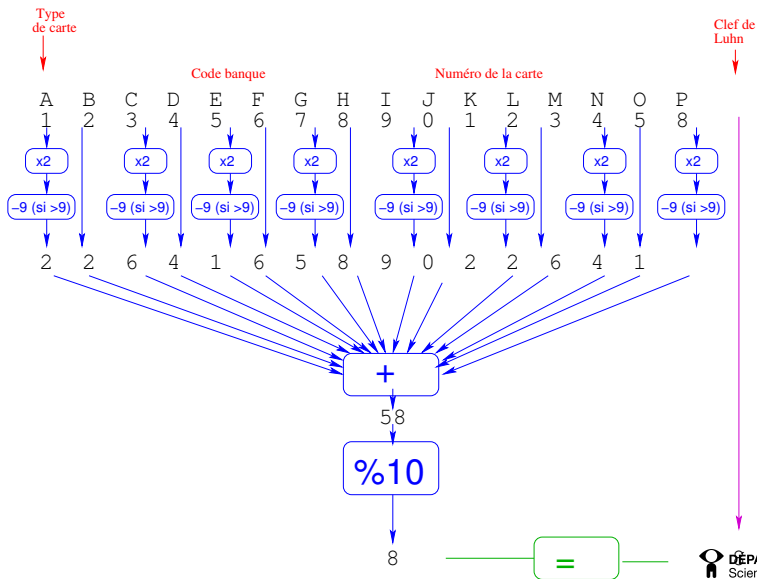 Type
de carte
Clef de
Luhn
Code banque
Numéro de la carte
A B C D E F G H I J K L M N O P
1 2 3 4 5 6 7 8 9 0 1 2 3 4 5 8
x2 x2 x2 x2 x2 x2 x2 x2
−9 (si >9) −9 (si >9) −9 (si >9) −9 (si >9) −9 (si >9) −9 (si >9) −9 (si >9) −9 (si >9)
2 2 6 4 1 6 5 8 9 0 2 2 6 4 1
+
58
%10
8
=
Scien